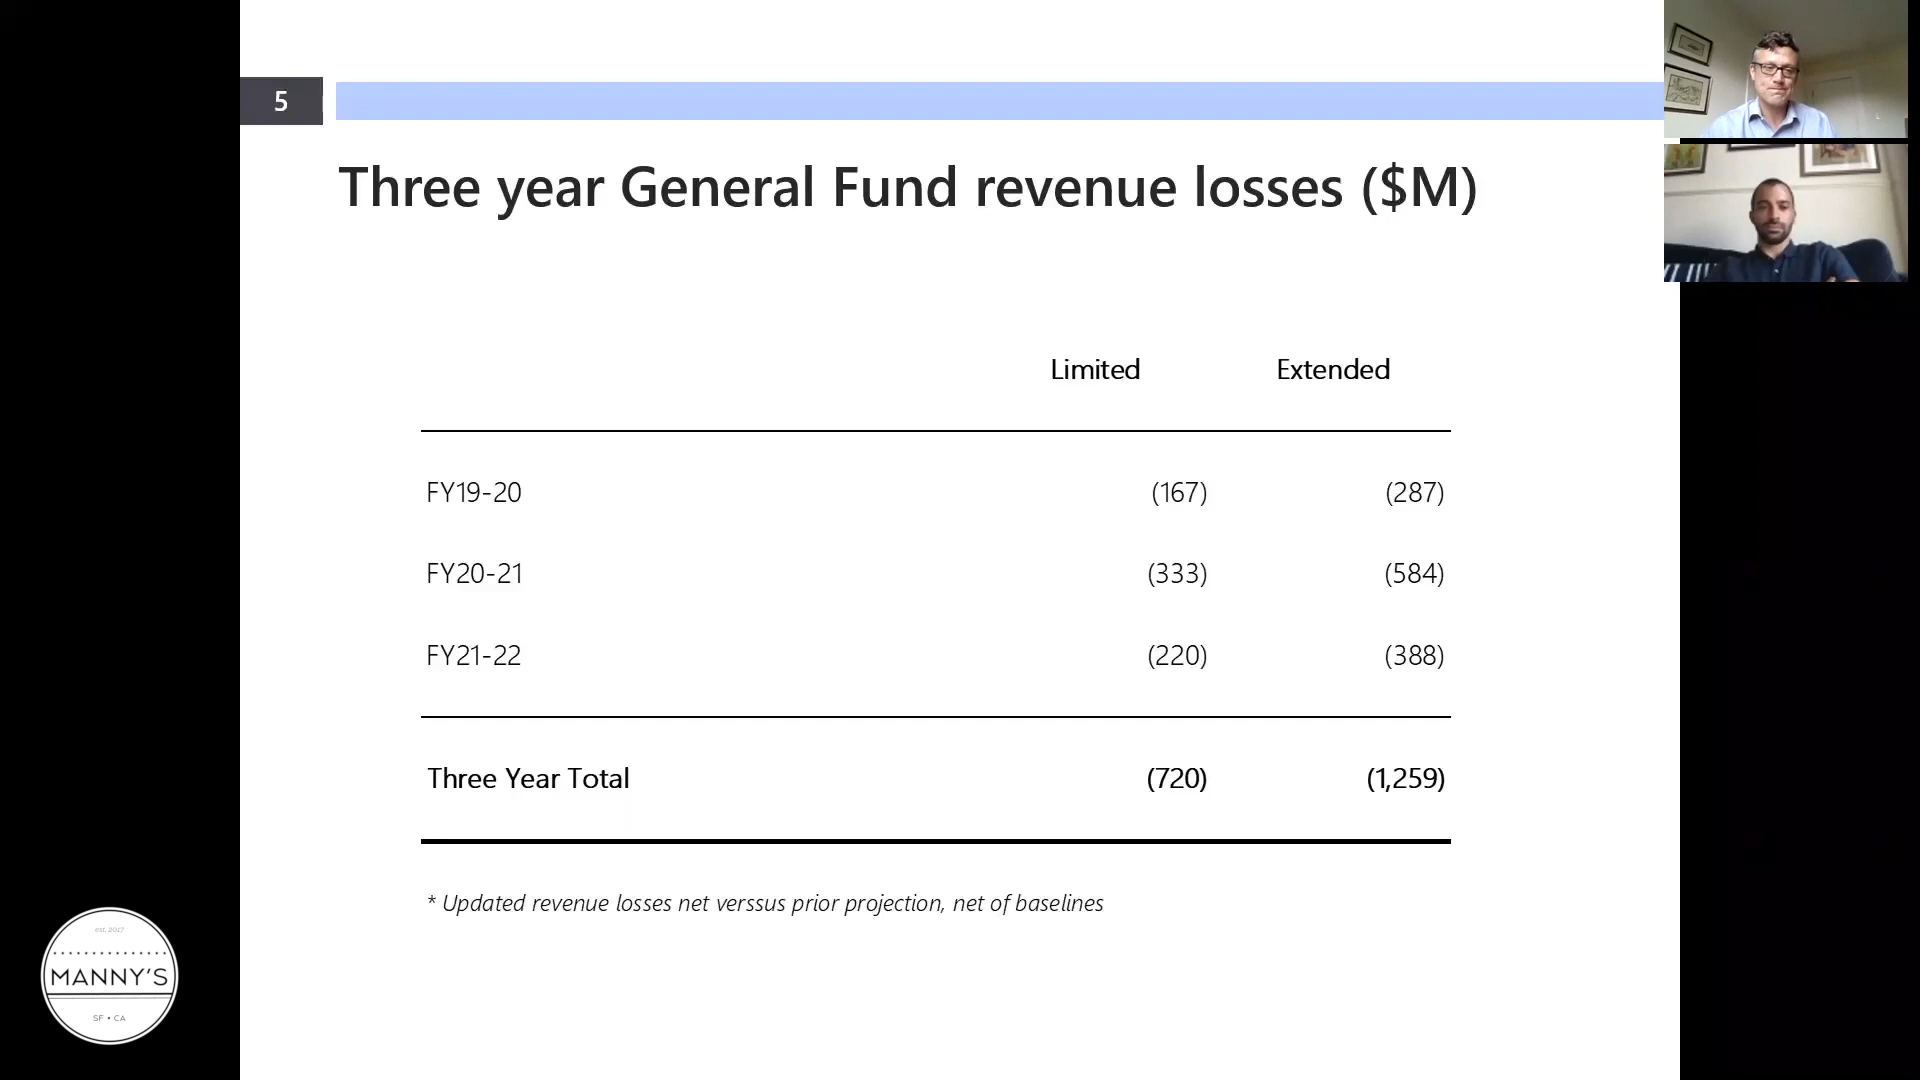 5
Three year General Fund revenue losses ($M)
Limited Extended
FY19-20 (167) (287)
FY20-21 (333) (584)
FY21-22 (220) (388)
Three Year Total (720) (1,259)
* Updated revenue losses net verssus prior projection, net of baselines
est. 2017
MANNY'S
SF • CA